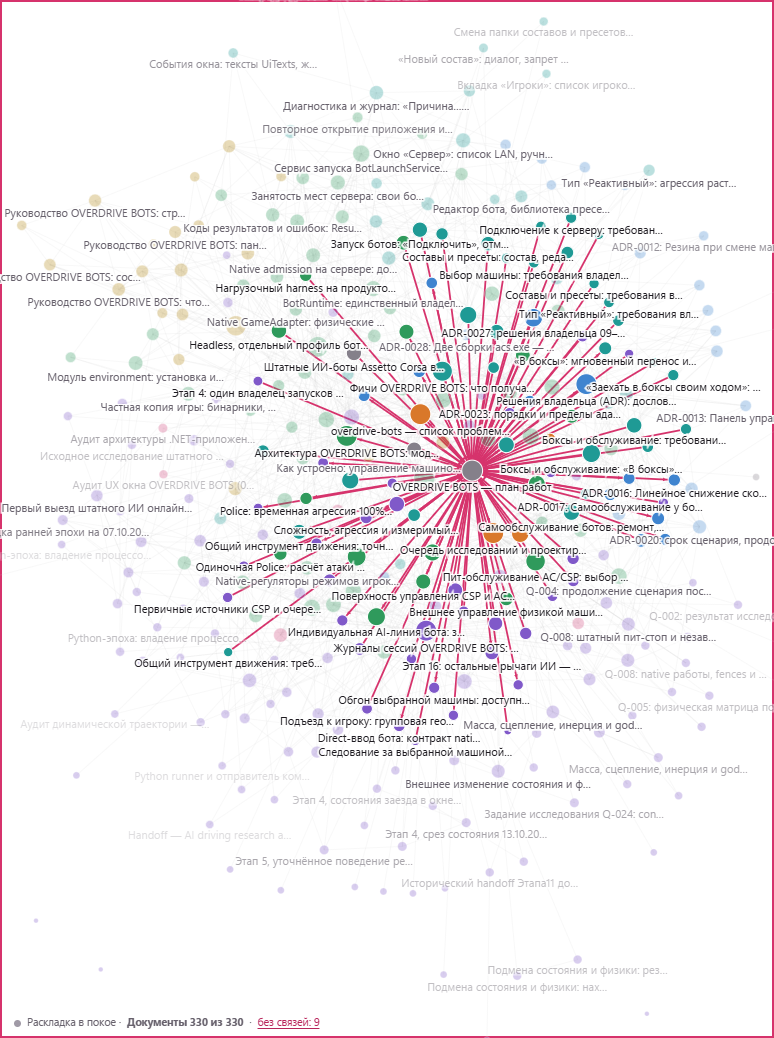 Смена папки составов и пресетов...
События окна: тексты UiTexts, ж...
«Новый состав»: диалог, запрет ...
Вкладка «Игроки»: список игроко...
Диагностика и журнал: «Причина......
Повторное открытие приложения и...
Окно «Сервер»: список LAN, ручн...
Сервис запуска BotLaunchService...
Тип «Реактивный»: агрессия раст...
Занятость мест сервера: свои бо...
Редактор бота, библиотека пресе...
Руководство OVERDRIVE BOTS: стр...
Коды результатов и ошибок: Resu...
Подключение к серверу: требован...
Руководство OVERDRIVE BOTS: пан...
Запуск ботов: «Подключить», отм...
ADR-0012: Резина при смене ма
Составы и пресеты: состав, реда...
ство OVERDRIVE BOTS: сос...
Native admission на сервере: до...
Выбор машины: требования владел...
Нагрузочный harness на продукто...
Руководство OVERDRIVE BOTS: что...
BotRuntime: единственный владел...
Составы и пресеты: требования в...
Native GameAdapter: физические ...
Тип «Реактивный»: требования вл...
ADR-0027: решения владельца 09–...
Headless, отдельный профиль бот...
ADR-0028: Две сборки acs.exe — ...
Штатные ИИ-боты Assetto Corsa в...
«В боксы»: мгновенный перенос и...
Модуль environment: установка и...
Этап 4: один владелец запусков ...
Фичи OVERDRIVE BOTS: что получа...
«Заехать в боксы своим ходом»: ...
Решения владельца (ADR): дослов...
Частная копия игры: бинарники, ...
ADR-0023: порядки и пределы ада...
ADR-0013: Панель упра
overdrive-bots — список проблем...
Аудит архитектуры .NET-приложен...
Боксы и обслуживание: требовани...
Исходное исследование штатного ...
Архитектура OVERDRIVE BOTS: мод...
Как устроено: управление машино...
Боксы и обслуживание: «В боксы»...
Аудит UX окна OVERDRIVE BOTS (0...
OVERDRIVE BOTS — план работ
ADR-0016: Линейное снижение ско...
Первый выезд штатного ИИ онлайн...
Police: временная агрессия 100%...
ADR-0017: Самообслуживание у бо...
ка ранней эпохи на 07.10.20...
Сложность, агрессия и измеримый...
Самообслуживание ботов: ремонт,...
ADR-0020: срок сценария, продо
Общий инструмент движения: точн...
Очередь исследований и проектир...
n-эпоха: владение процессо...
Одиночная Police: расчёт атаки ...
Native-регуляторы режимов игрок...
Пит-обслуживание AC/CSP: выбор ...
Q-004: продолжение сценария пос...
Поверхность управления CSP и AC...
Первичные источники CSP и очере...
Внешнее управление физикой маши...
Q-002: результат исслед
Индивидуальная AI-линия бота: з...
Python-эпоха: владение процессо...
Q-008: штатный пит-стоп и незав...
Журналы сессий OVERDRIVE BOTS: ...
Общий инструмент движения: треб...
Этап 16: остальные рычаги ИИ — ...
Q-008: native работы, fences и ...
Обгон выбранной машины: доступн...
Q-005: физическая матрица по
Подъезд к игроку: групповая гео...
Аудит динамической траектории —...
Масса, сцепление, инерция и god...
Direct-ввод бота: контракт nati...
Следование за выбранной машиной...
Масса, сцепление, инерция и god...
Python runner и отправитель ком...
Внешнее изменение состояния и ф...
Этап 4, состояния заезда в окне...
Задание исследования Q-024: соп...
Handoff — AI driving research a...
Этап 4, срез состояния 13.10.20...
Этап 5, уточнённое поведение ре...
Исторический handoff Этапа11 до...
Подмена состояния и физики: рез...
Подмена состояния и физики: нах...
Раскладка в покое · Документы 330 из 330 · без связей: 9